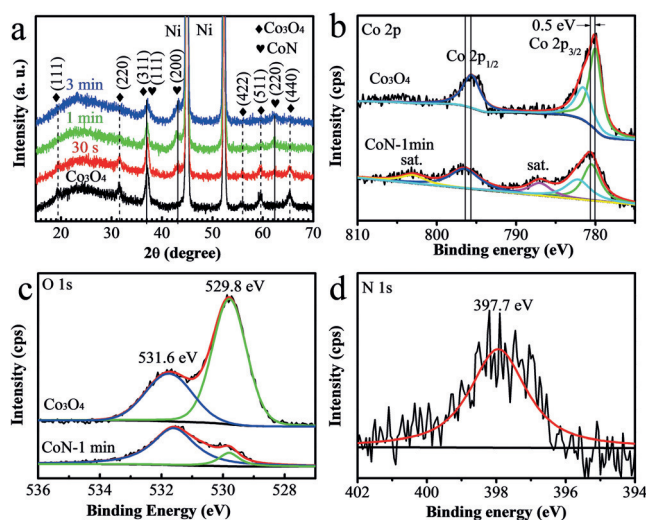 a
Ni
Ni
◆ Co₃O₄
♥ CoN
(111)
(220)
(311)
(111)
(200)
(422)
(511)
(220)
(440)
3 min
1 min
30 s
Co₃O₄
Intensity (a. u.)
20 30 40 50 60 70
2θ (degree)
b
Co 2p
0.5 eV
Co 2p₁/₂
Co 2p₃/₂
Co₃O₄
CoN-1min
sat.
sat.
Intensity (cps)
810 800 790 780
Binding energy (eV)
c
O 1s
529.8 eV
531.6 eV
Co₃O₄
CoN-1 min
Intensity (cps)
536 534 532 530 528
Binding Energy (eV)
d
N 1s
397.7 eV
Intensity (cps)
402 400 398 396 394
Binding Energy (eV)